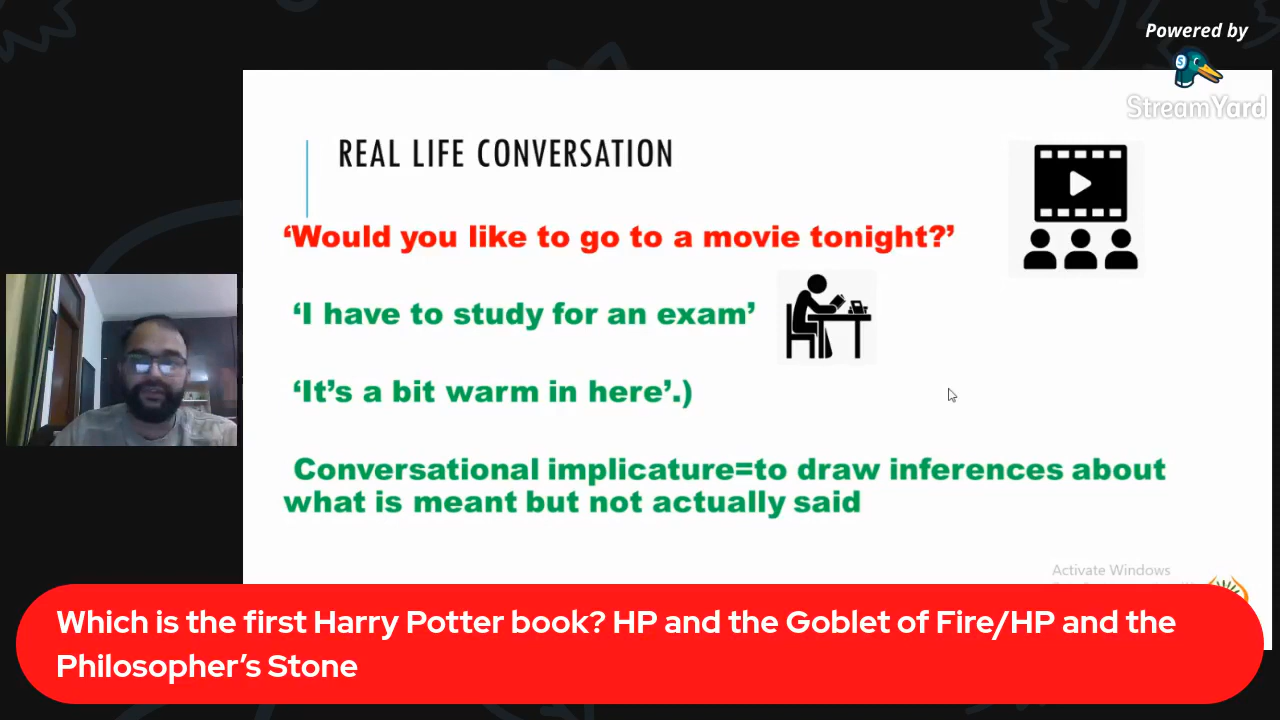 Powered by
StreamYard
REAL LIFE CONVERSATION
‘Would you like to go to a movie tonight?’
‘I have to study for an exam’
‘It’s a bit warm in here’.)
Conversational implicature=to draw inferences about
what is meant but not actually said
Activate Windows
Which is the first Harry Potter book? HP and the Goblet of Fire/HP and the
Philosopher’s Stone